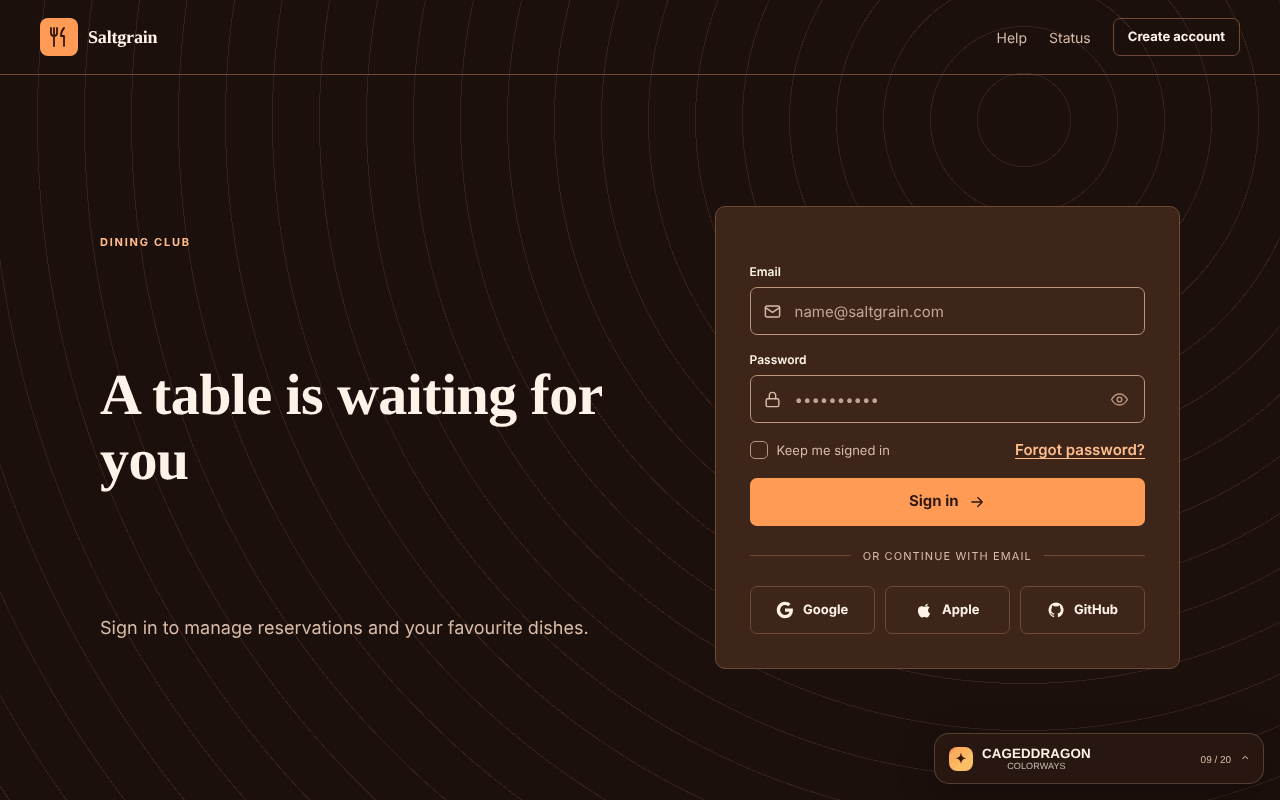 Saltgrain
Help
Status
Create account
DINING CLUB
A table is waiting for
you
Sign in to manage reservations and your favourite dishes.
Email
name@saltgrain.com
Password
••••••••••
Keep me signed in
Forgot password?
Sign in →
OR CONTINUE WITH EMAIL
Google
Apple
GitHub
CAGEDDRAGON
COLORWAYS
09 / 20